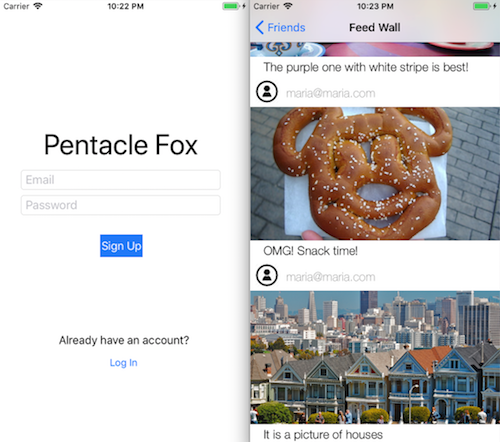 Carrier 10:22 PM
Pentacle Fox
Email
Password
Sign Up
Already have an account?
Log In
Carrier 10:23 PM
Friends Feed Wall
The purple one with white stripe is best!
maria@maria.com
OMG! Snack time!
maria@maria.com
It is a picture of houses